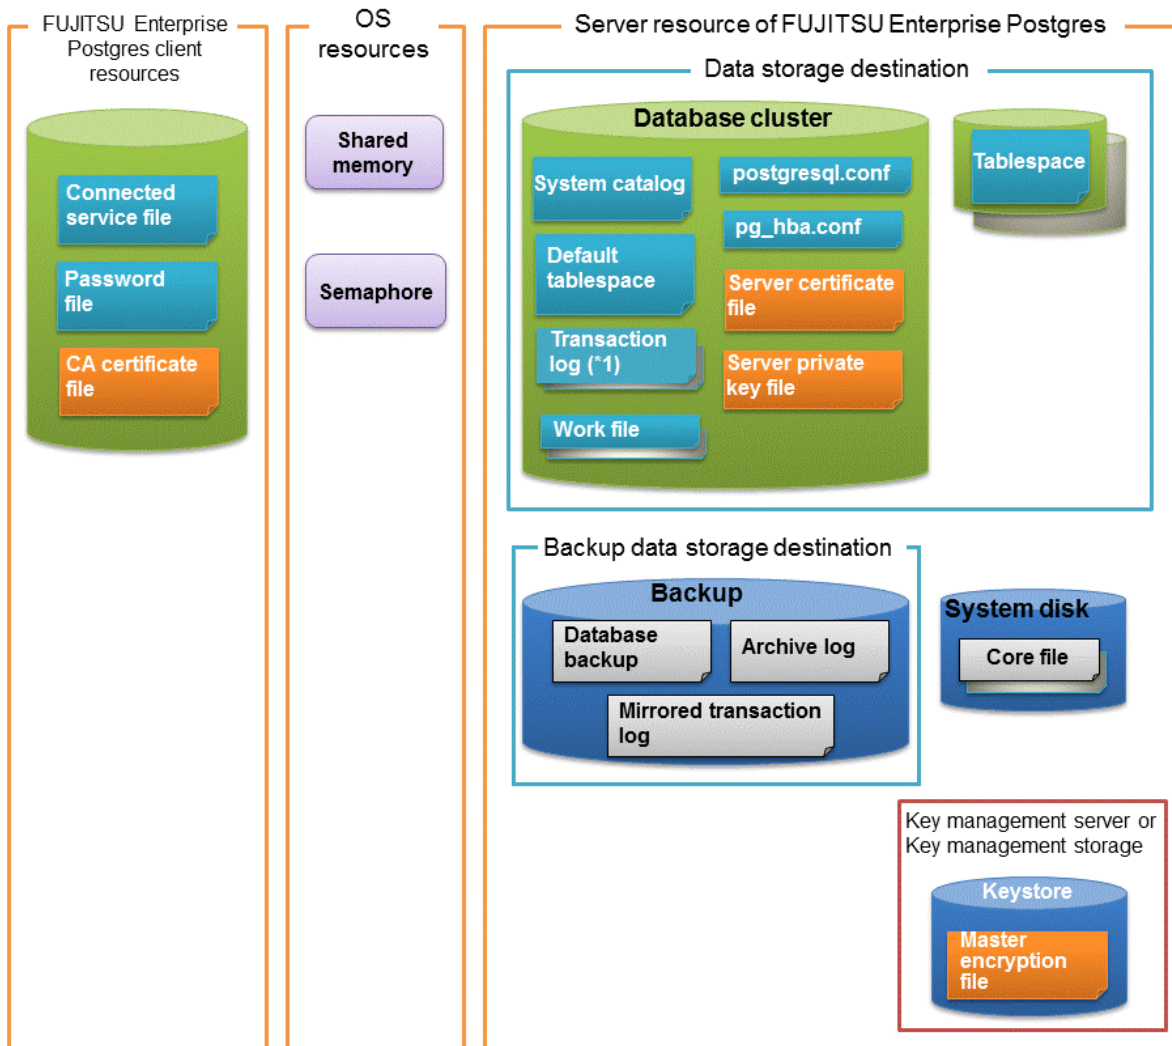 FUJITSU Enterprise
Postgres client
resources
Connected
service file
Password
file
CA certificate
file
OS
resources
Shared
memory
Semaphore
Server resource of FUJITSU Enterprise Postgres
Data storage destination
Database cluster
System catalog
Default
tablespace
Transaction
log (*1)
Work file
postgresql.conf
pg_hba.conf
Server certificate
file
Server private
key file
Tablespace
Backup data storage destination
Backup
Database
backup
Archive log
Mirrored transaction
log
System disk
Core file
Key management server or
Key management storage
Keystore
Master
encryption
file